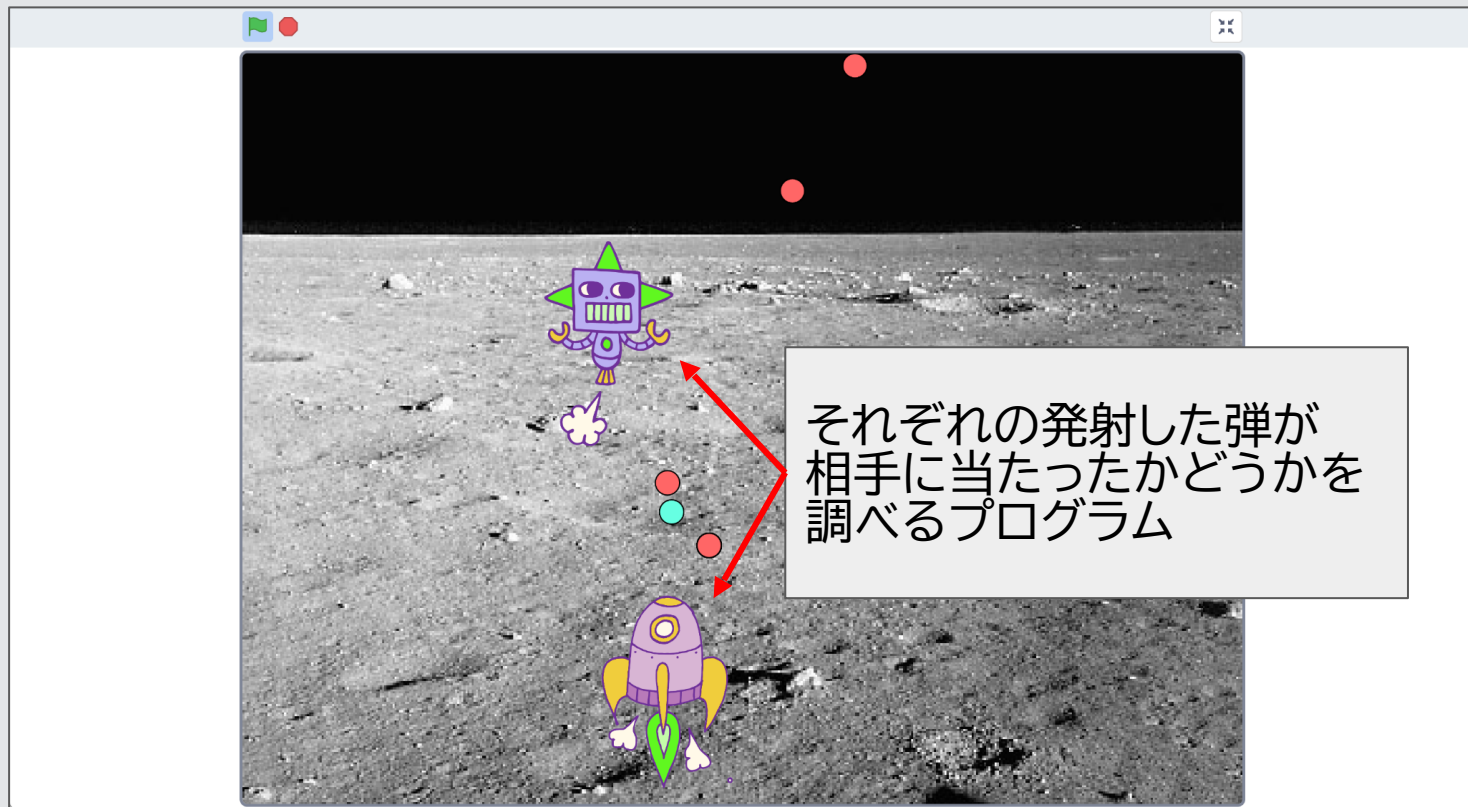 それぞれの発射した弾が
相手に当たったかどうかを
調べるプログラム